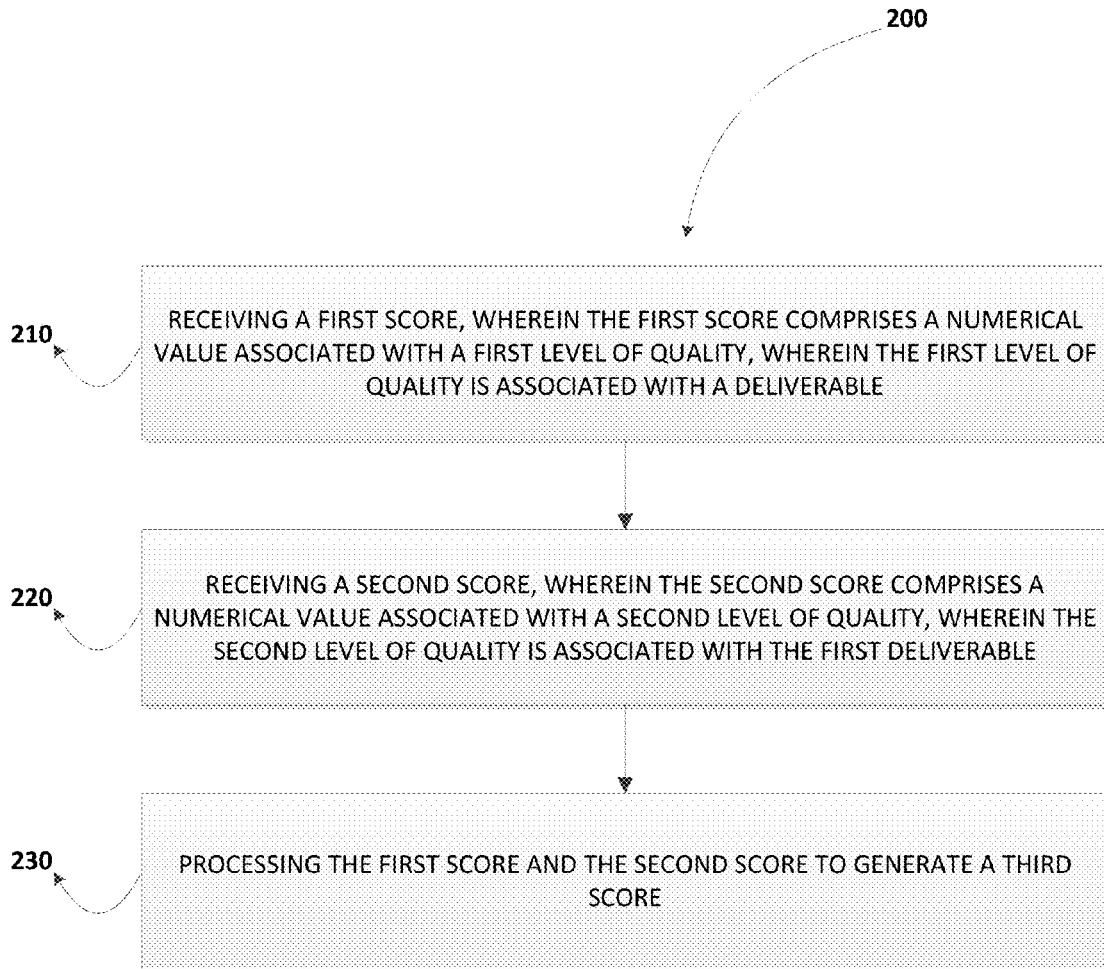 200
210
RECEIVING A FIRST SCORE, WHEREIN THE FIRST SCORE COMPRISES A NUMERICAL
VALUE ASSOCIATED WITH A FIRST LEVEL OF QUALITY, WHEREIN THE FIRST LEVEL OF
QUALITY IS ASSOCIATED WITH A DELIVERABLE
220
RECEIVING A SECOND SCORE, WHEREIN THE SECOND SCORE COMPRISES A
NUMERICAL VALUE ASSOCIATED WITH A SECOND LEVEL OF QUALITY, WHEREIN THE
SECOND LEVEL OF QUALITY IS ASSOCIATED WITH THE FIRST DELIVERABLE
230
PROCESSING THE FIRST SCORE AND THE SECOND SCORE TO GENERATE A THIRD
SCORE